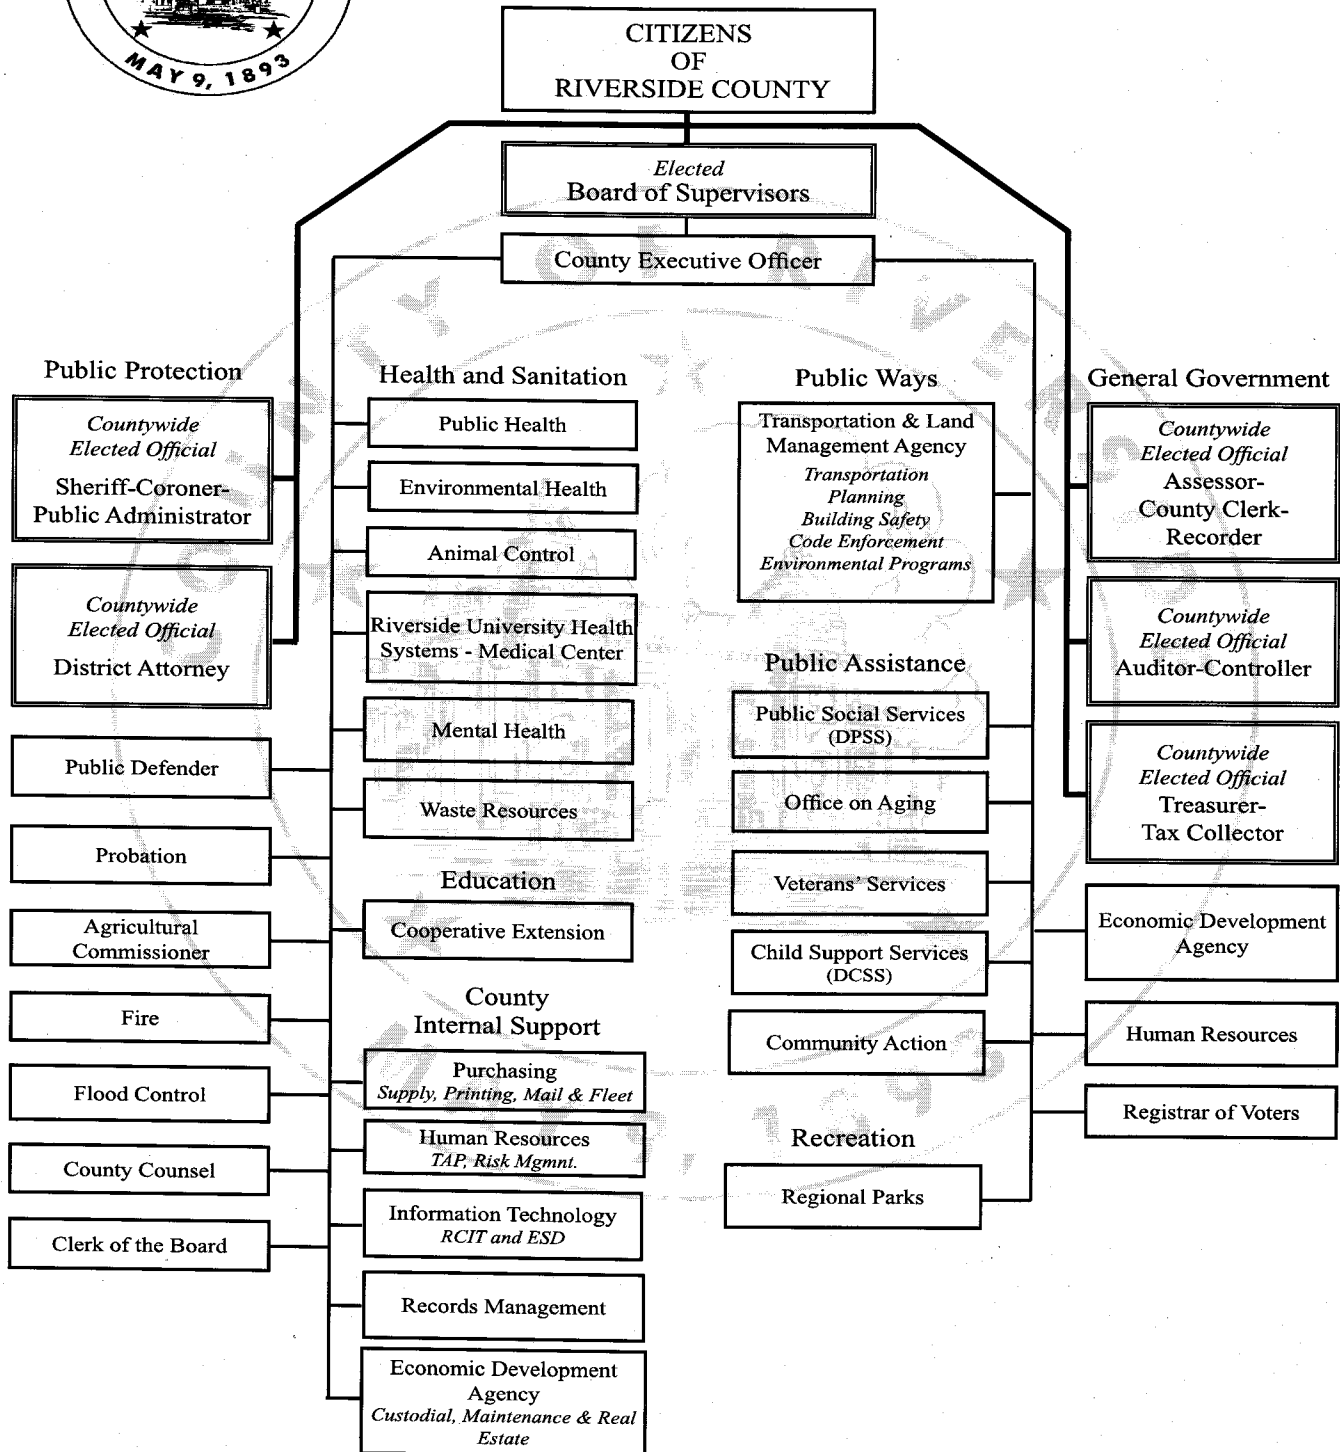 MAY 9, 1893
CITIZENS
OF
RIVERSIDE COUNTY
Elected
Board of Supervisors
County Executive Officer
Public Protection
Countywide
Elected Official
Sheriff-Coroner-
Public Administrator
Countywide
Elected Official
District Attorney
Public Defender
Probation
Agricultural
Commissioner
Fire
Flood Control
County Counsel
Clerk of the Board
Health and Sanitation
Public Health
Environmental Health
Animal Control
Riverside University Health
Systems - Medical Center
Mental Health
Waste Resources
Education
Cooperative Extension
County
Internal Support
Purchasing
Supply, Printing, Mail & Fleet
Human Resources
TAP, Risk Mgmnt.
Information Technology
RCIT and ESD
Records Management
Economic Development
Agency
Custodial, Maintenance & Real
Estate
Public Ways
Transportation & Land
Management Agency
Transportation
Planning
Building Safety
Code Enforcement
Environmental Programs
Public Assistance
Public Social Services
(DPSS)
Office on Aging
Veterans' Services
Child Support Services
(DCSS)
Community Action
Recreation
Regional Parks
General Government
Countywide
Elected Official
Assessor-
County Clerk-
Recorder
Countywide
Elected Official
Auditor-Controller
Countywide
Elected Official
Treasurer-
Tax Collector
Economic Development
Agency
Human Resources
Registrar of Voters